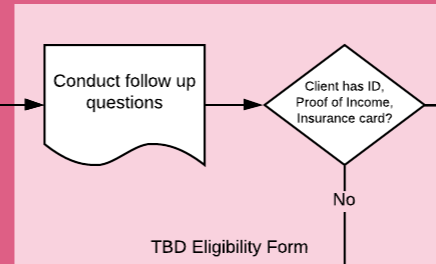 Conduct follow up
questions
Client has ID,
Proof of Income,
Insurance card?
No
TBD Eligibility Form